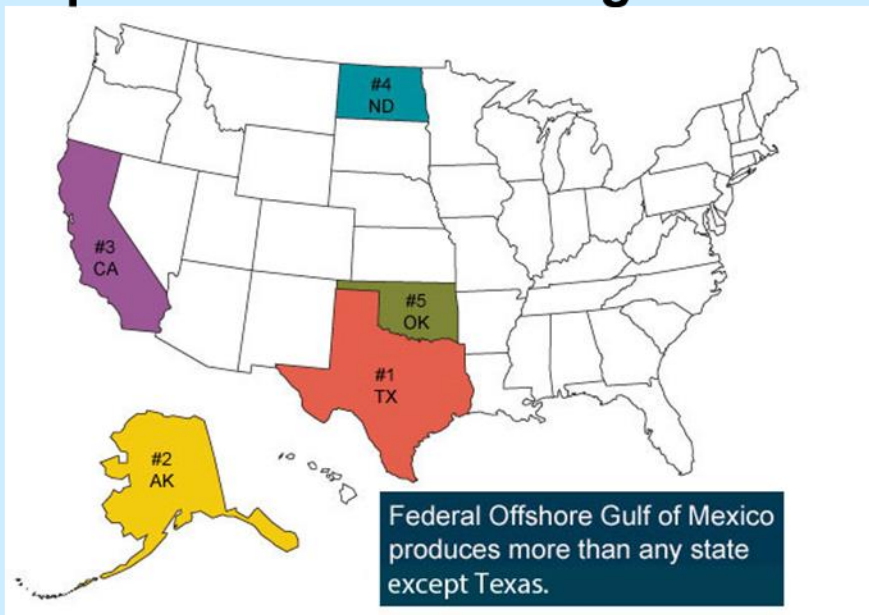 #4
ND
#3
CA
#5
OK
#1
TX
#2
AK
Federal Offshore Gulf of Mexico
produces more than any state
except Texas.